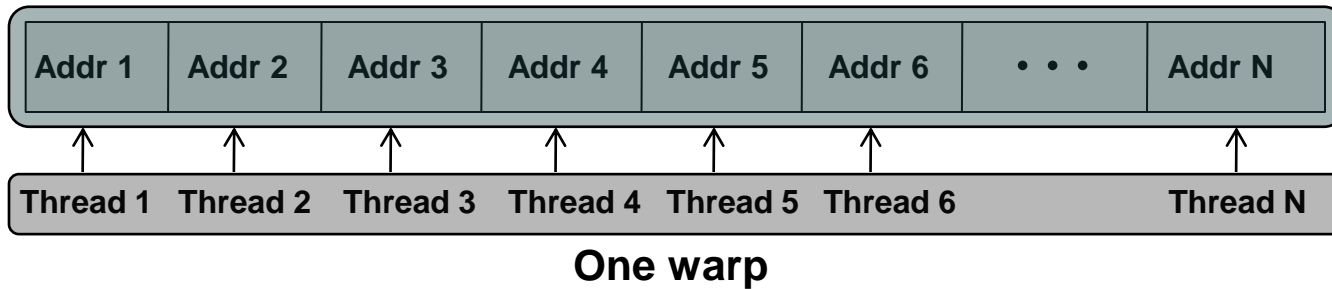 Addr 1 Addr 2 Addr 3 Addr 4 Addr 5 Addr 6 • • • Addr N
Thread 1 Thread 2 Thread 3 Thread 4 Thread 5 Thread 6 Thread N
One warp